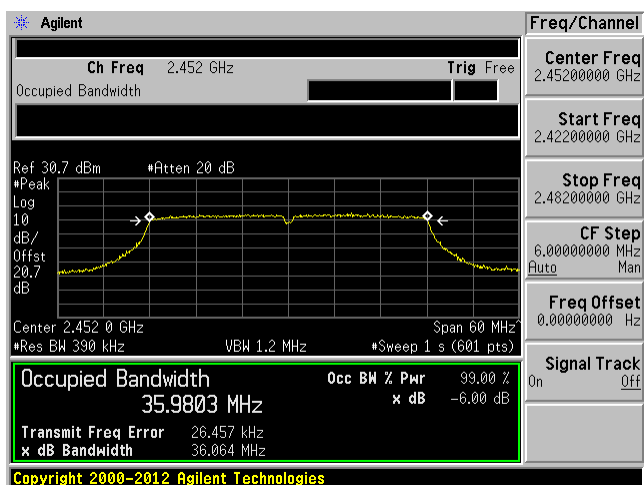 Agilent
Freq/Channel
Ch Freq 2.452 GHz Trig Free
Occupied Bandwidth
Center Freq
2.45200000 GHz
Start Freq
2.42200000 GHz
Stop Freq
2.48200000 GHz
CF Step
6.00000000 MHz
Auto Man
Freq Offset
0.00000000 Hz
Signal Track
On Off
Ref 30.7 dBm #Atten 20 dB
#Peak
Log
10
dB/
Offst
20.7
dB
Center 2.452 0 GHz Span 60 MHz^
#Res BW 390 kHz VBW 1.2 MHz #Sweep 1 s (601 pts)
Occupied Bandwidth Occ BW % Pwr 99.00 %
35.9803 MHz x dB -6.00 dB
Transmit Freq Error 26.457 kHz
x dB Bandwidth 36.064 MHz
Copyright 2000-2012 Agilent Technologies